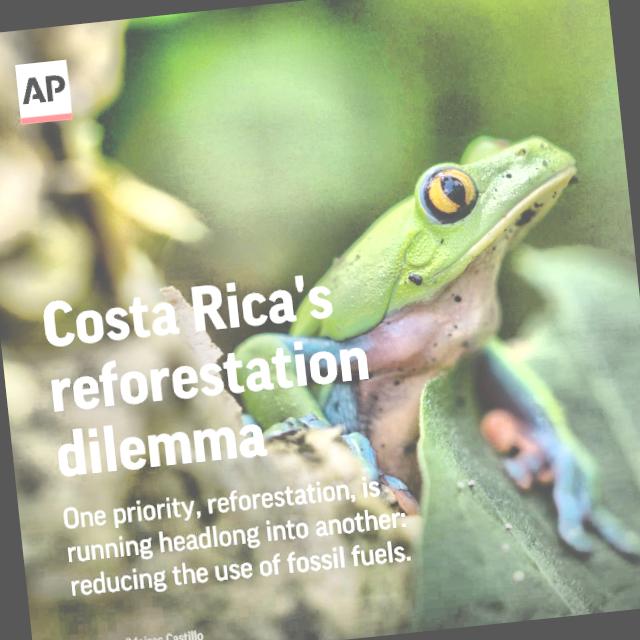 AP
Costa Rica's
reforestation
dilemma
One priority, reforestation, is
running headlong into another:
reducing the use of fossil fuels.
Castillo